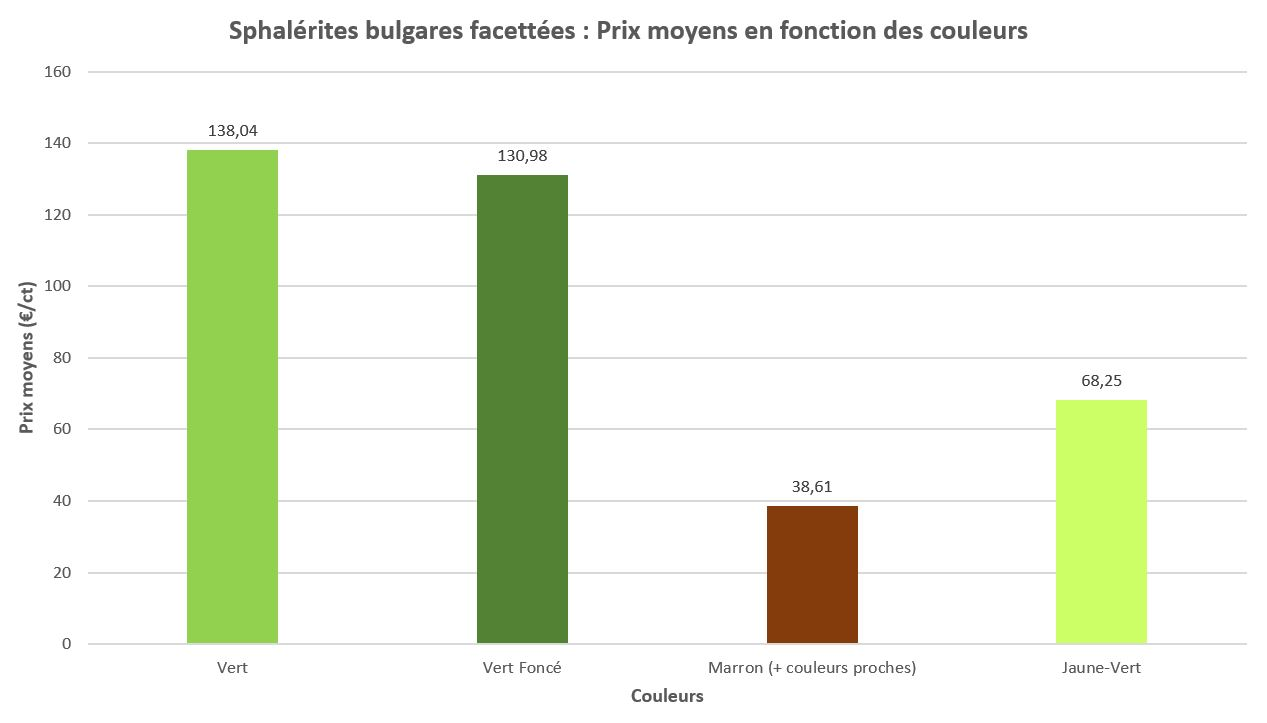 Sphalérites bulgares facettées : Prix moyens en fonction des couleurs
160
140
120
100
80
60
40
20
0
Prix moyens (€/ct)
138,04
130,98
38,61
68,25
Vert
Vert Foncé
Marron (+ couleurs proches)
Jaune-Vert
Couleurs